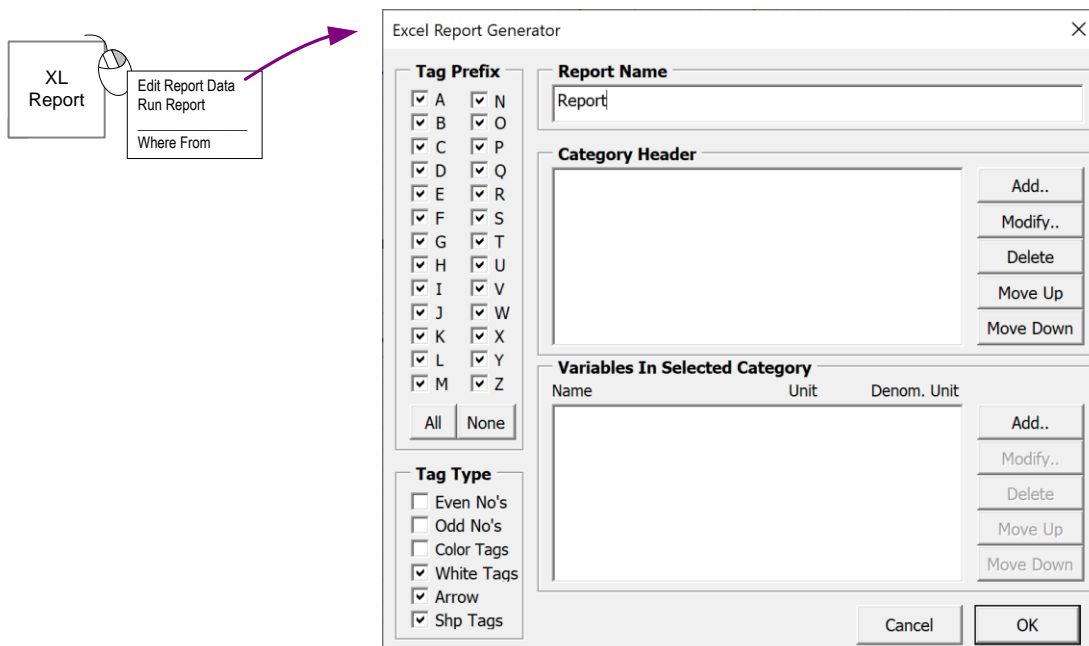 XL
Report
Edit Report Data
Run Report
Where From
Excel Report Generator
Tag Prefix
A N
B O
C P
D Q
E R
F S
G T
H U
I V
J W
K X
L Y
M Z
All None
Tag Type
Even No's
Odd No's
Color Tags
White Tags
Arrow
Shp Tags
Report Name
Report
Category Header
Add..
Modify..
Delete
Move Up
Move Down
Variables In Selected Category
Name Unit Denom. Unit
Add..
Modify..
Delete
Move Up
Move Down
Cancel OK